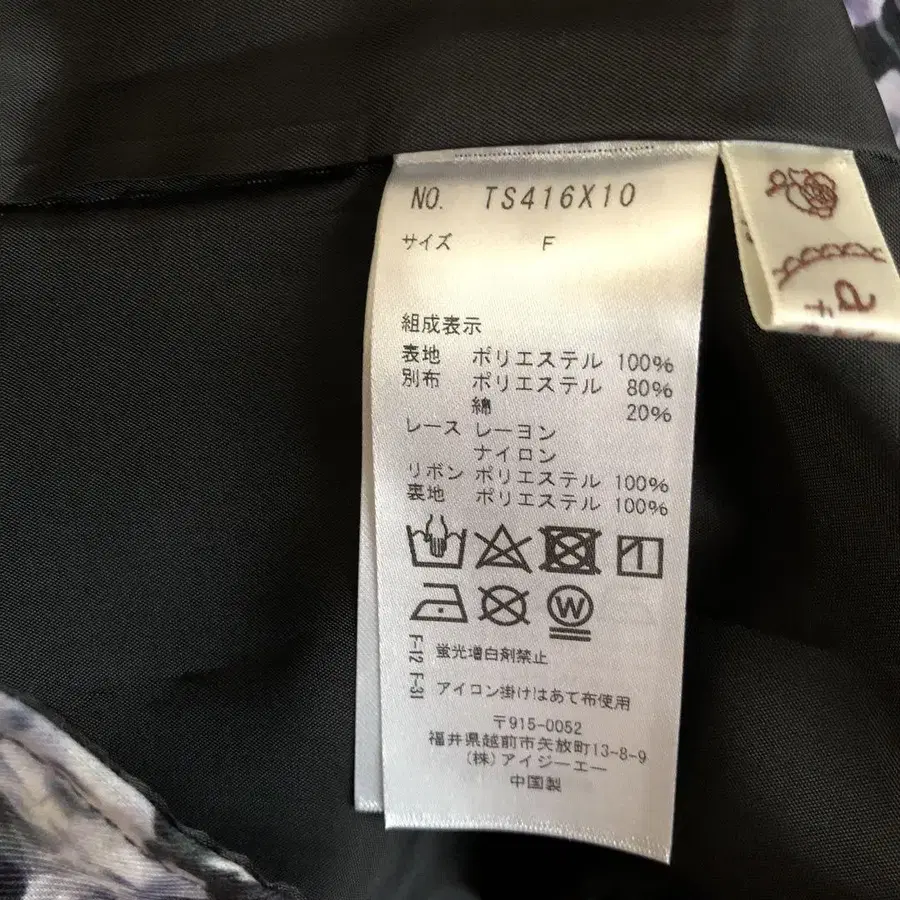 NO. TS416X10
サイズ F
組成表示
表地 ポリエステル 100%
別布 ポリエステル 80%
綿 20%
レース レーヨン
ナイロン
リボン ポリエステル 100%
裏地 ポリエステル 100%
W
F-12 蛍光増白剤禁止
F-31 アイロン掛けはあて布使用
〒915-0052
福井県越前市矢放町13-8-9
(株)アイジーエー
中国製
a